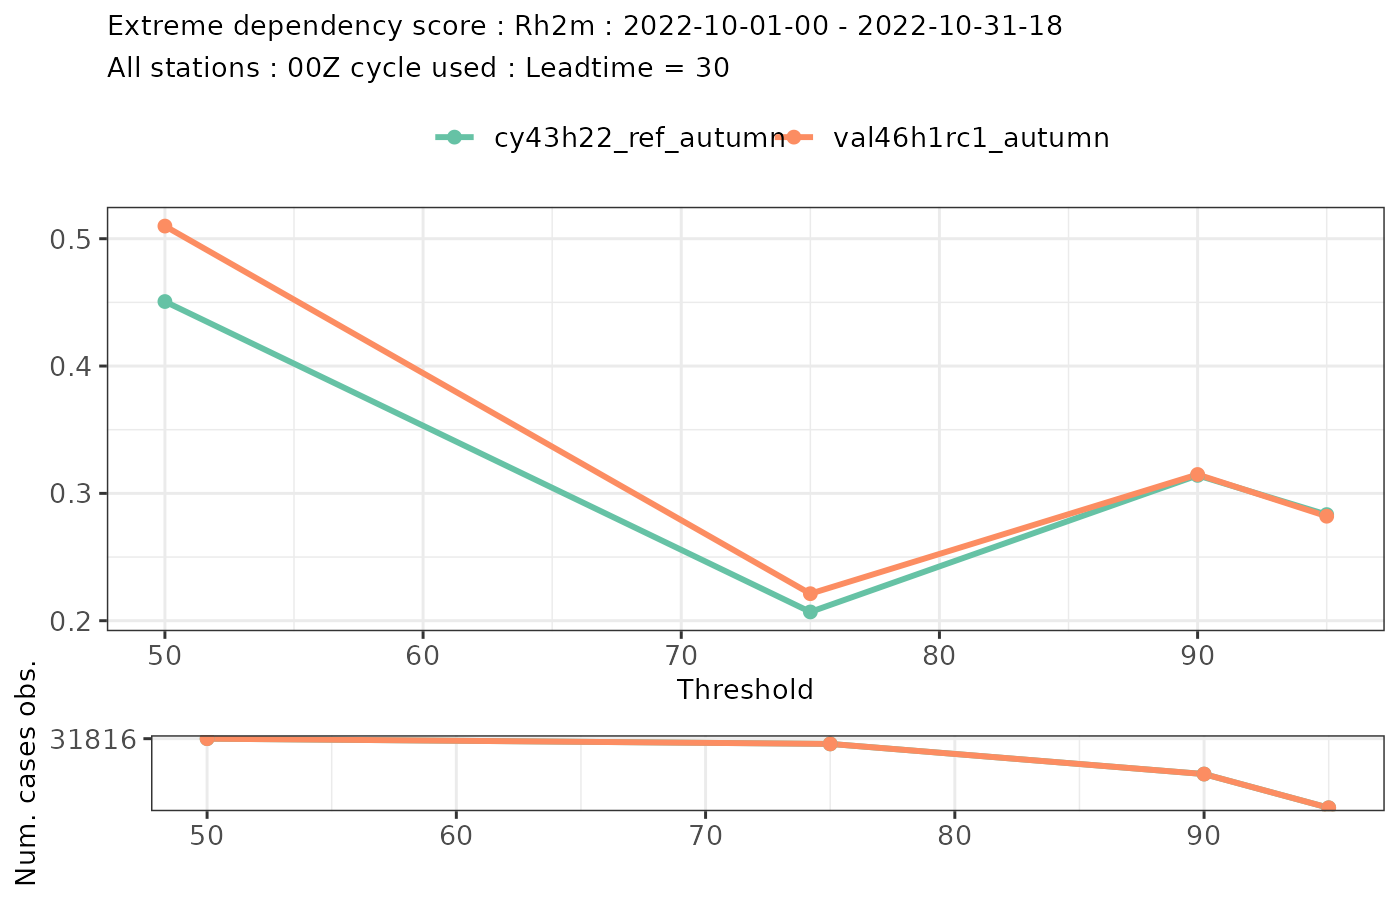 Extreme dependency score : Rh2m : 2022-10-01-00 - 2022-10-31-18
All stations : 00Z cycle used : Leadtime = 30
cy43h22_ref_autumn val46h1rc1_autumn
0.5
0.4
0.3
0.2
50 60 70 80 90
Threshold
Num. cases obs.
31816
50 60 70 80 90